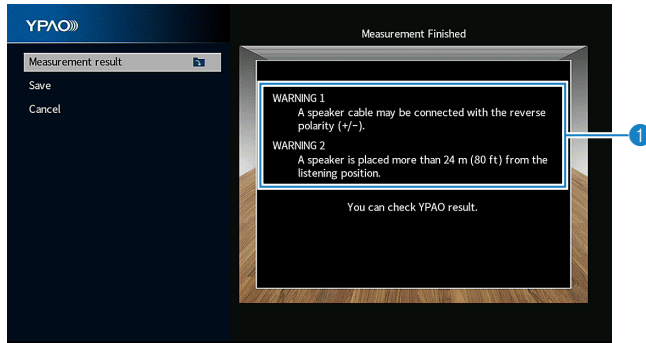 YPAO
Measurement Finished
Measurement result
Save
Cancel
WARNING 1
A speaker cable may be connected with the reverse
polarity (+/−).
WARNING 2
A speaker is placed more than 24 m (80 ft) from the
listening position.
You can check YPAO result.
1